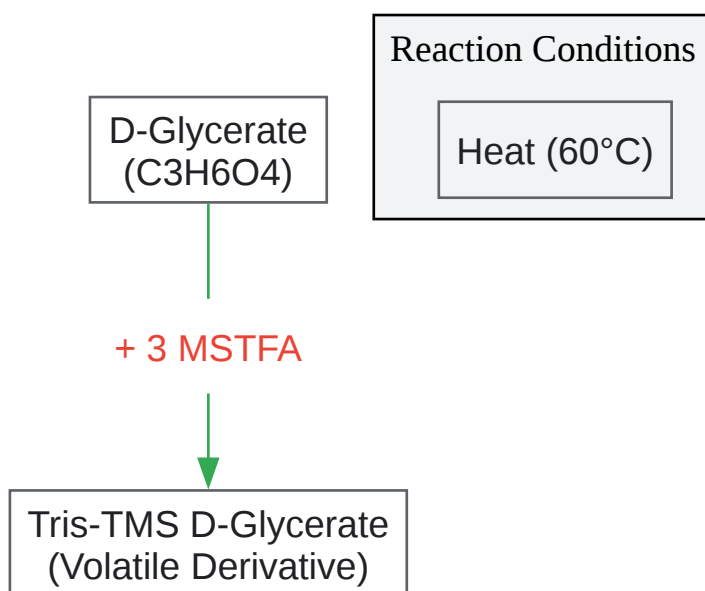 Reaction Conditions
Heat (60°C)
D-Glycerate
(C3H6O4)
+ 3 MSTFA
Tris-TMS D-Glycerate
(Volatile Derivative)